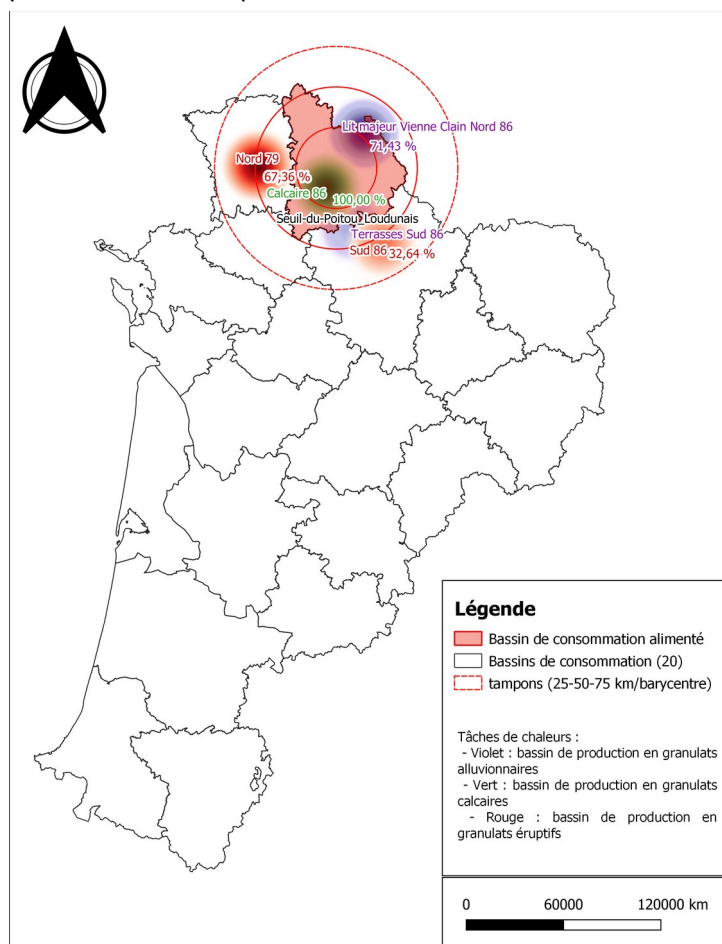 Lit majeur Vienne Clain Nord 86
71,43 %
Nord 79
67,36 %
Calcaire 86
100,00 %
Seuil-du-Poitou_Loudunais
Terrasses Sud 86
Sud 86
32,64 %
Légende
Bassin de consommation alimenté
Bassins de consommation (20)
tampons (25-50-75 km/barycentre)
Tâches de chaleurs :
- Violet : bassin de production en granulats
alluvionnaires
- Vert : bassin de production en granulats
calcaires
- Rouge : bassin de production en
granulats éruptifs
0 60000 120000 km